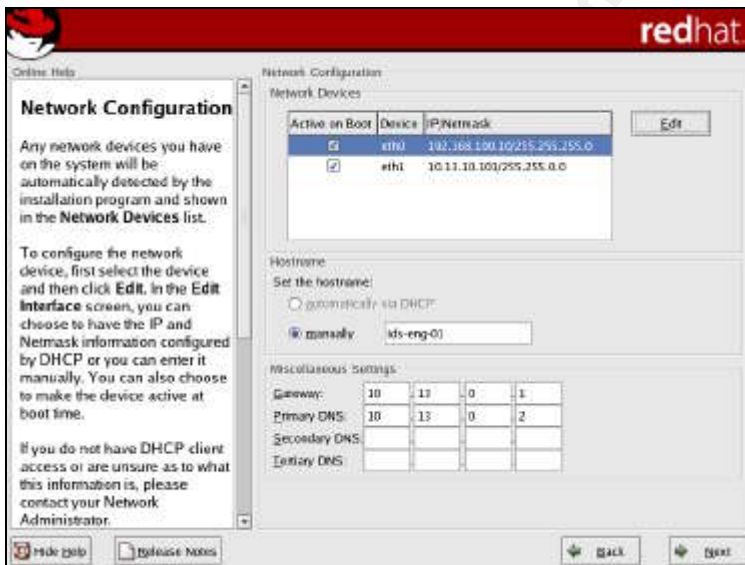 redhat.
Online Help
Network Configuration
Any network devices you have
on the system will be
automatically detected by the
installation program and shown
in the Network Devices list.
To configure the network
device, first select the device
and then click Edit. In the Edit
Interface screen, you can
choose to have the IP and
Netmask information configured
by DHCP or you can enter it
manually. You can also choose
to make the device active at
boot time.
If you do not have DHCP client
access or are unsure as to what
this information is, please
contact your Network
Administrator.
Network Configuration
Network Devices
Active on Boot Device IP/Netmask
eth0 192.168.100.10/255.255.255.0
eth1 10.13.10.101/255.255.0.0
Edit
Hostname
Set the hostname:
automatically via DHCP
manually ids-eng-01
Miscellaneous Settings
Gateway: 10 . 13 . 0 . 1
Primary DNS: 10 . 13 . 0 . 2
Secondary DNS: . . .
Tertiary DNS: . . .
Hide Help
Release Notes
Back
Next